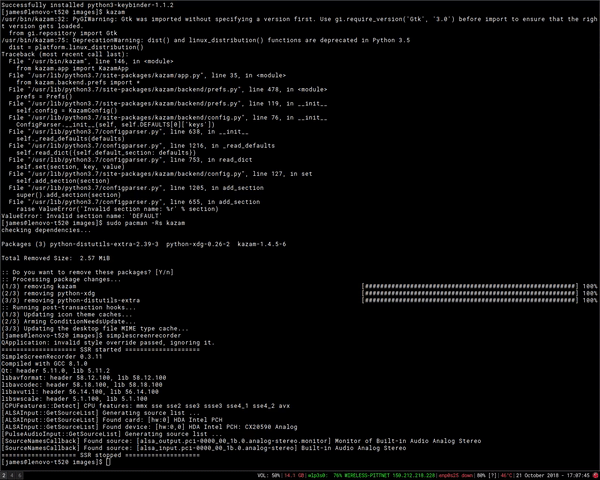 Successfully installed python3-keybinder-1.1.2
[james@lenovo-t520 images]$ kazam
/usr/bin/kazam:32: PyGIWarning: Gtk was imported without specifying a version first. Use gi.require_version('Gtk', '3.0') before import to ensure that the righ
t version gets loaded.
  from gi.repository import Gtk
/usr/bin/kazam:75: DeprecationWarning: dist() and linux_distribution() functions are deprecated in Python 3.5
  dist = platform.linux_distribution()
Traceback (most recent call last):
  File "/usr/bin/kazam", line 146, in <module>
    from kazam.app import KazamApp
  File "/usr/lib/python3.7/site-packages/kazam/app.py", line 35, in <module>
    from kazam.backend.prefs import *
  File "/usr/lib/python3.7/site-packages/kazam/backend/prefs.py", line 478, in <module>
    prefs = Prefs()
  File "/usr/lib/python3.7/site-packages/kazam/backend/prefs.py", line 119, in __init__
    self.config = KazamConfig()
  File "/usr/lib/python3.7/site-packages/kazam/backend/config.py", line 76, in __init__
    ConfigParser.__init__(self, self.DEFAULTS[0]['keys'])
  File "/usr/lib/python3.7/configparser.py", line 638, in __init__
    self._read_defaults(defaults)
  File "/usr/lib/python3.7/configparser.py", line 1216, in _read_defaults
    self.read_dict({self.default_section: defaults})
  File "/usr/lib/python3.7/configparser.py", line 753, in read_dict
    self.set(section, key, value)
  File "/usr/lib/python3.7/site-packages/kazam/backend/config.py", line 127, in set
    self.add_section(section)
  File "/usr/lib/python3.7/configparser.py", line 1205, in add_section
    super().add_section(section)
  File "/usr/lib/python3.7/configparser.py", line 655, in add_section
    raise ValueError('Invalid section name: %r' % section)
ValueError: Invalid section name: 'DEFAULT'
[james@lenovo-t520 images]$ sudo pacman -Rs kazam
checking dependencies...

Packages (3) python-distutils-extra-2.39-3  python-xdg-0.26-2  kazam-1.4.5-6

Total Removed Size:  2.57 MiB

:: Do you want to remove these packages? [Y/n]
:: Processing package changes...
(1/3) removing kazam [########################################################] 100%
(2/3) removing python-xdg [########################################################] 100%
(3/3) removing python-distutils-extra [########################################################] 100%
:: Running post-transaction hooks...
(1/3) Updating icon theme caches...
(2/3) Arming ConditionNeedsUpdate...
(3/3) Updating the desktop file MIME type cache...
[james@lenovo-t520 images]$ simplescreenrecorder
QApplication: invalid style override passed, ignoring it.
==================== SSR started ====================
SimpleScreenRecorder 0.3.11
Compiled with GCC 8.1.0
Qt: header 5.11.0, lib 5.11.2
libavformat: header 58.12.100, lib 58.12.100
libavcodec: header 58.18.100, lib 58.18.100
libavutil: header 56.14.100, lib 56.14.100
libswscale: header 5.1.100, lib 5.1.100
[CPUFeatures::Detect] CPU features: mmx sse sse2 sse3 ssse3 sse4_1 sse4_2 avx
[ALSAInput::GetSourceList] Generating source list ...
[ALSAInput::GetSourceList] Found card: [hw:0] HDA Intel PCH
[ALSAInput::GetSourceList] Found device: [hw:0,0] HDA Intel PCH: CX20590 Analog
[PulseAudioInput::GetSourceList] Generating source list ...
[SourceNamesCallback] Found source: [alsa_output.pci-0000_00_1b.0.analog-stereo.monitor] Monitor of Built-in Audio Analog Stereo
[SourceNamesCallback] Found source: [alsa_input.pci-0000_00_1b.0.analog-stereo] Built-in Audio Analog Stereo
==================== SSR stopped ====================
[james@lenovo-t520 images]$
2 VOL: 50% 14.1 GB wlp3s0: 76% WIRELESS-PITTNET enp0s25 down 80% [?] 46°C 21 October 2018 - 17:07:45